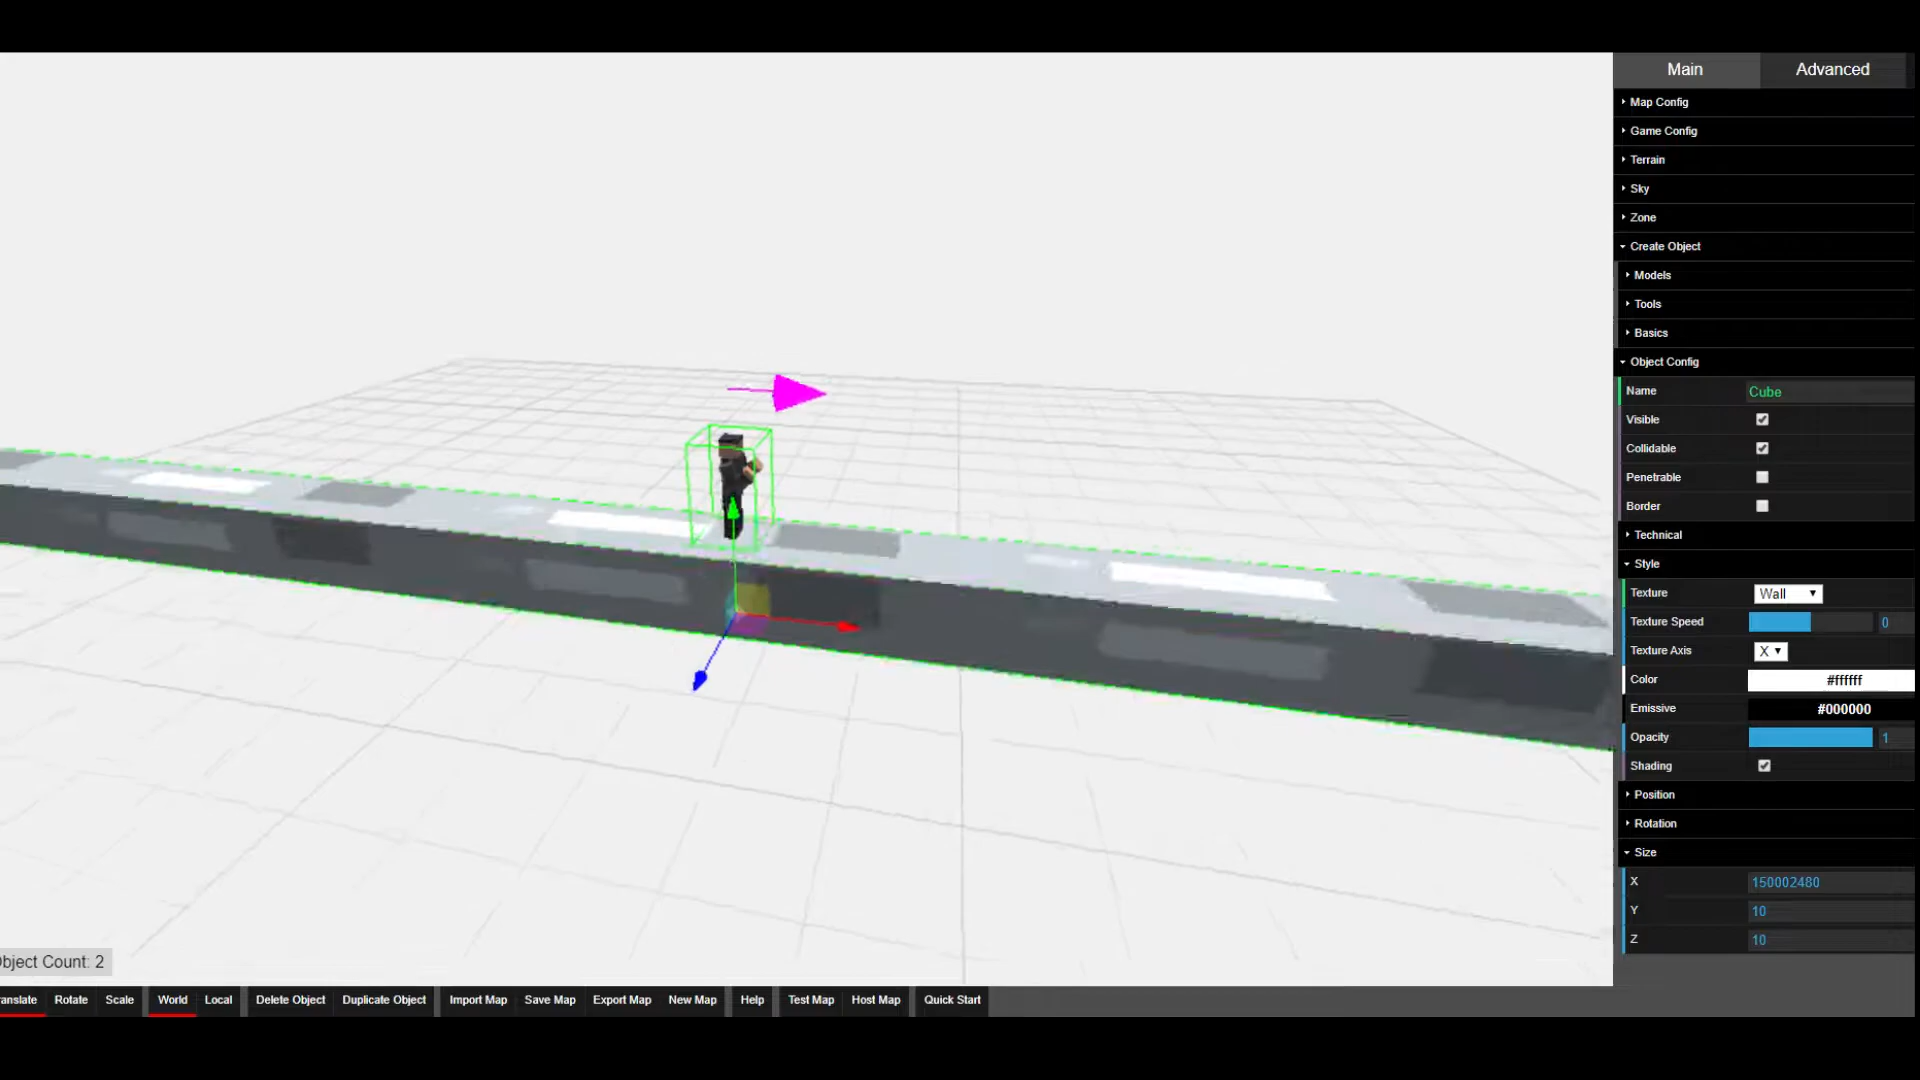 Main Advanced
Map Config
Game Config
Terrain
Sky
Zone
Create Object
Models
Tools
Basics
Object Config
Name Cube
Visible
Collidable
Penetrable
Border
Technical
Style
Texture Wall
Texture Speed 0
Texture Axis X
Color #ffffff
Emissive #000000
Opacity 1
Shading
Position
Rotation
Size
X 150002480
Y 10
Z 10
bject Count: 2
anslate Rotate Scale World Local Delete Object Duplicate Object Import Map Save Map Export Map New Map Help Test Map Host Map Quick Start